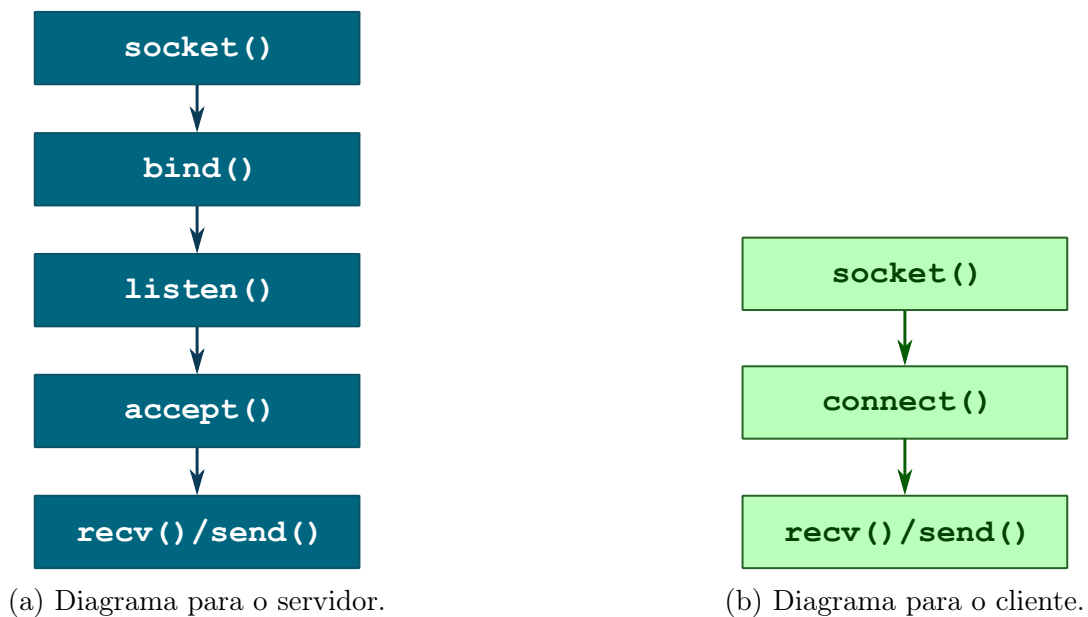 socket()
bind()
listen()
accept()
recv()/send()
(a) Diagrama para o servidor.
socket()
connect()
recv()/send()
(b) Diagrama para o cliente.